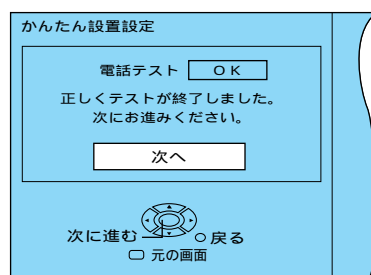 かんたん設置設定
電話テスト OK
正しくテストが終了しました。
次にお進みください。
次へ
次に進む 戻る
元の画面